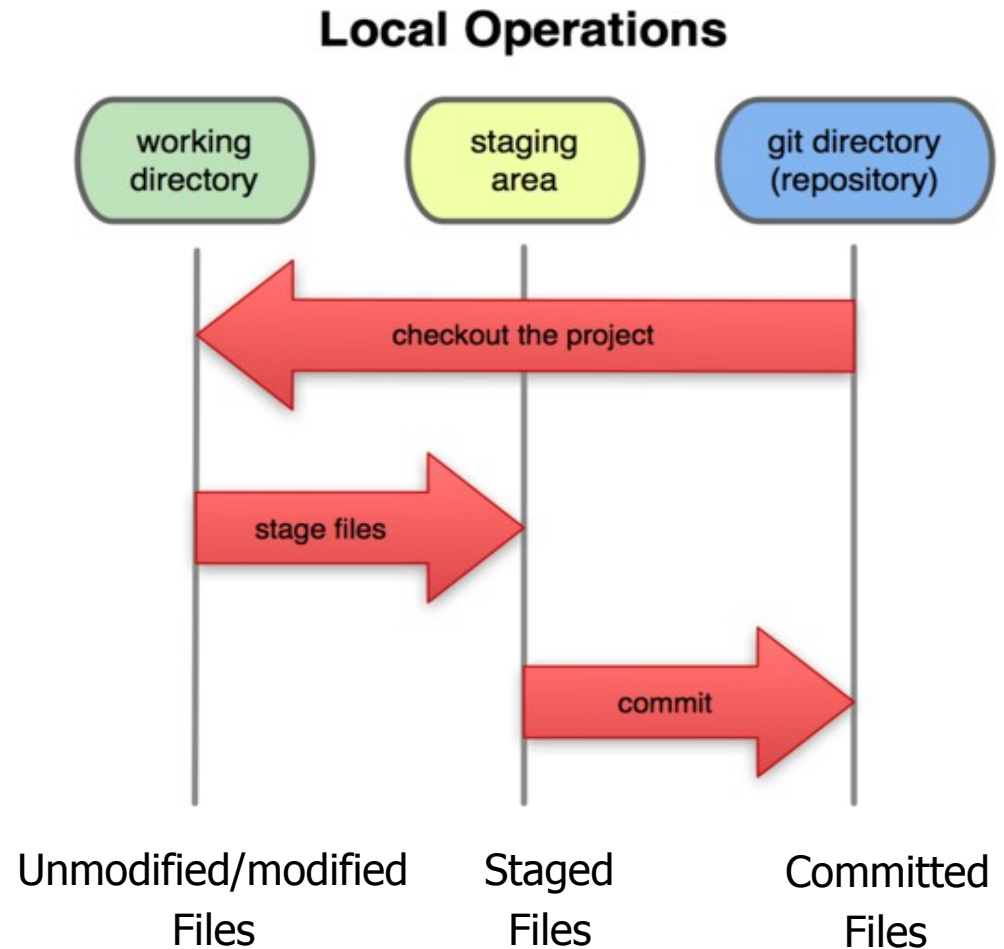 Local Operations
working
directory
staging
area
git directory
(repository)
checkout the project
stage files
commit
Unmodified/modified
Files
Staged
Files
Committed
Files